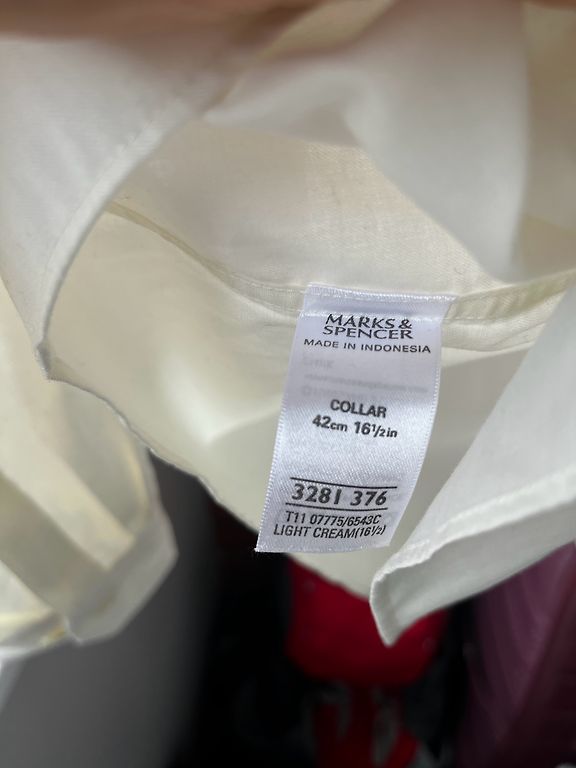 MARKS &
SPENCER
MADE IN INDONESIA
COLLAR
42cm 16½in
3281 376
T11 07775/6543C
LIGHT CREAM(16½)